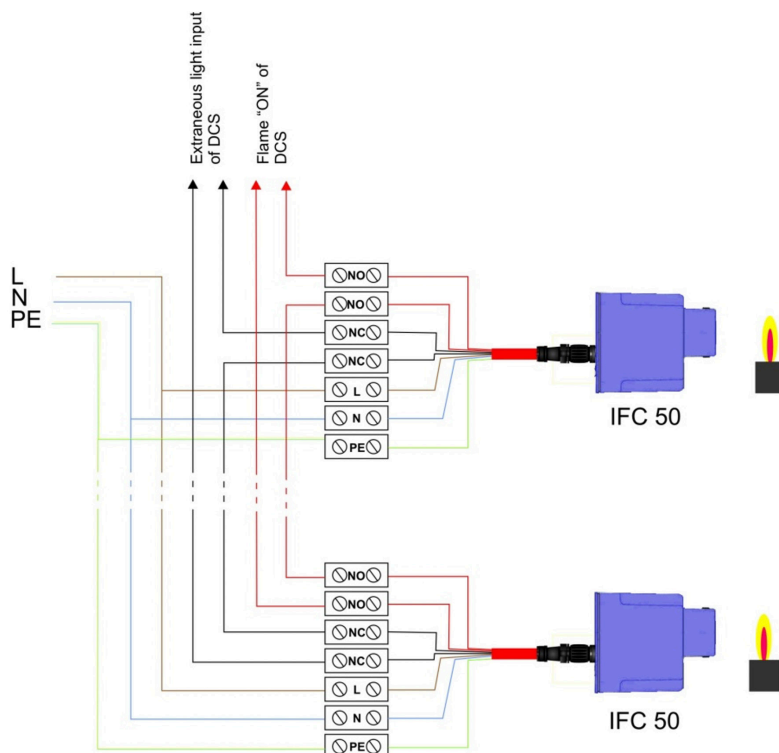 Extraneous light input
of DCS
Flame “ON” of
DCS
L
N
PE
NO
NO
NC
NC
L
N
PE
IFC 50
NO
NO
NC
NC
L
N
PE
IFC 50